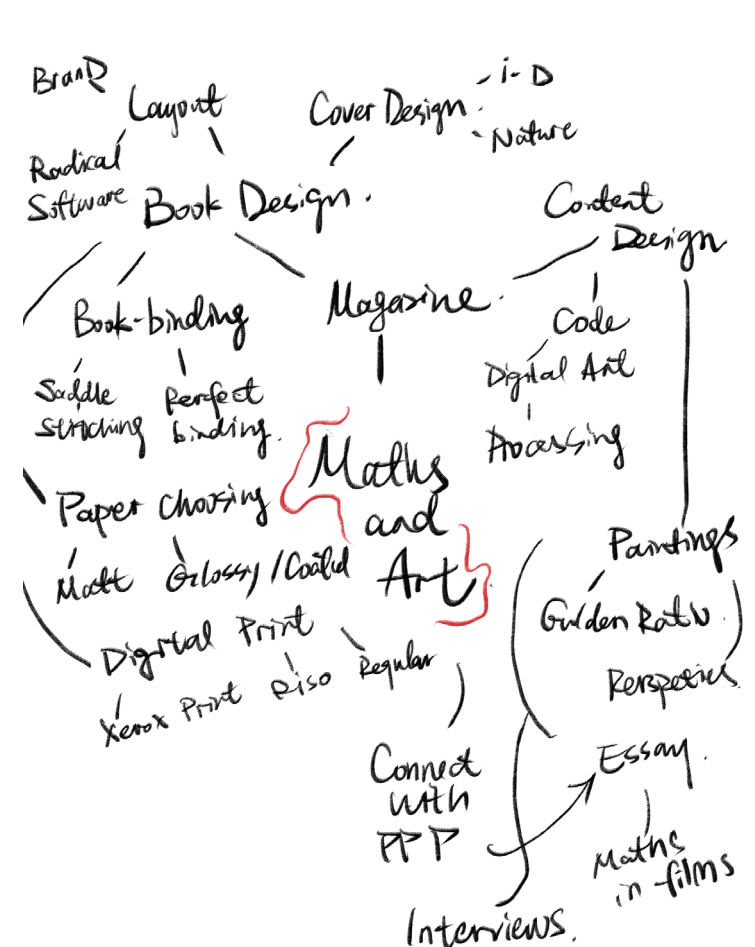 BranD
Layout
Cover Design
i-D
Nature
Radical
Software
Book Design.
Content
Design
Magazine.
Book-binding
Code
Digital Art
Processing
Saddle
stitching
Perfect
binding.
Maths
and
Art
Paper choosing
Matt
Glossy/Coated
Paintings
Golden Ratio
Perspectives
Digital Print
Xerox Print
Riso
Regular
Connect
with
PPP
Essay.
Maths
in films
Interviews.